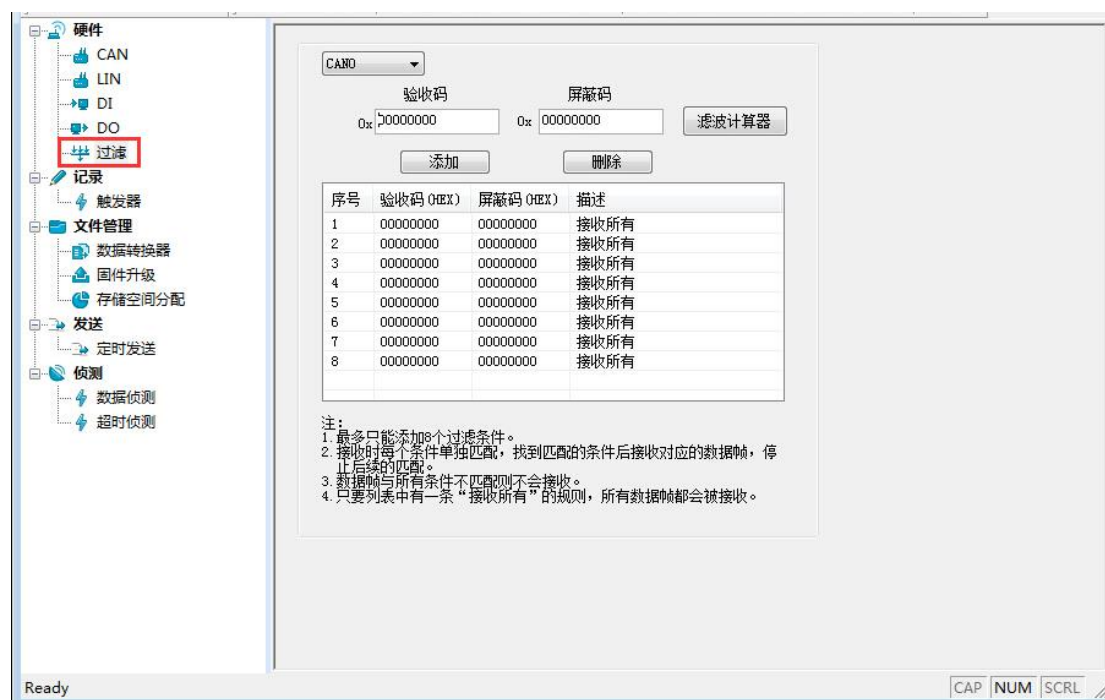 硬件
CAN
LIN
DI
DO
过滤
记录
触发器
文件管理
数据转换器
固件升级
存储空间分配
发送
定时发送
侦测
数据侦测
超时侦测
CAN0
验收码 屏蔽码
0x 00000000 0x 00000000 滤波计算器
添加 删除
序号 验收码(HEX) 屏蔽码(HEX) 描述
1 00000000 00000000 接收所有
2 00000000 00000000 接收所有
3 00000000 00000000 接收所有
4 00000000 00000000 接收所有
5 00000000 00000000 接收所有
6 00000000 00000000 接收所有
7 00000000 00000000 接收所有
8 00000000 00000000 接收所有
注:
1.最多只能添加8个过滤条件。
2.接收时每个条件单独匹配，找到匹配的条件后接收对应的数据帧，停
止后续的匹配。
3.数据帧与所有条件不匹配则不会接收。
4.只要列表中有一条“接收所有”的规则，所有数据帧都会被接收。
Ready CAP NUM SCRL